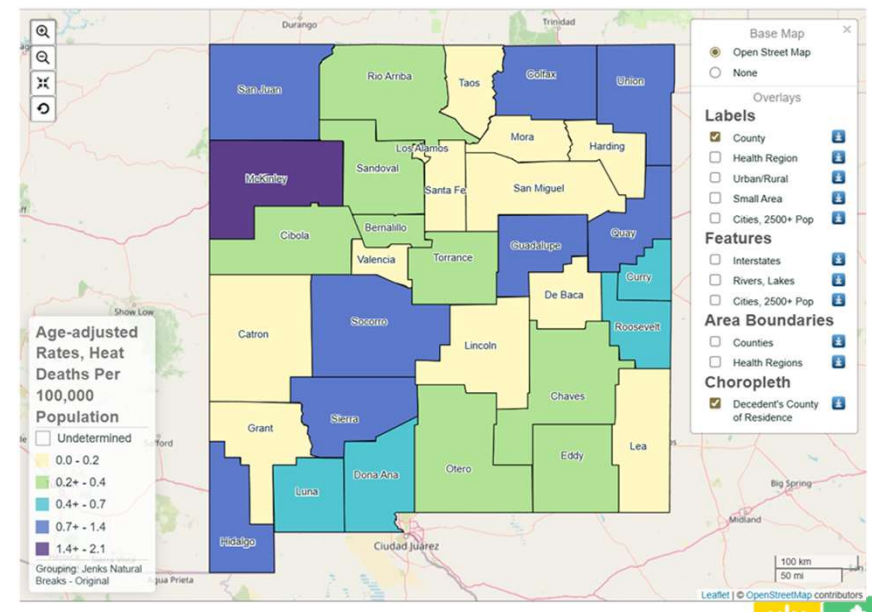 Durango
Trinidad
San Juan
Rio Arriba
Taos
Colfax
Union
Mora
Los Alamos
Harding
McKinley
Sandoval
Santa Fe
San Miguel
Cibola
Bernalillo
Valencia
Torrance
Guadalupe
Quay
Curry
De Baca
Roosevelt
Show Low
Catron
Socorro
Lincoln
Chaves
Grant
Sierra
Lea
Otero
Eddy
Luna
Dona Ana
Hidalgo
Big Spring
Midland
Ciudad Juárez
Agua Prieta
Base Map
×
Open Street Map
None
Overlays
Labels
County
Health Region
Urban/Rural
Small Area
Cities, 2500+ Pop
Features
Interstates
Rivers, Lakes
Cities, 2500+ Pop
Area Boundaries
Counties
Health Regions
Choropleth
Decedent's County
of Residence
Age-adjusted
Rates, Heat
Deaths Per
100,000
Population
Undetermined
0.0 - 0.2
0.2+ - 0.4
0.4+ - 0.7
0.7+ - 1.4
1.4+ - 2.1
Grouping: Jenks Natural
Breaks - Original
100 km
50 mi
Leaflet | © OpenStreetMap contributors